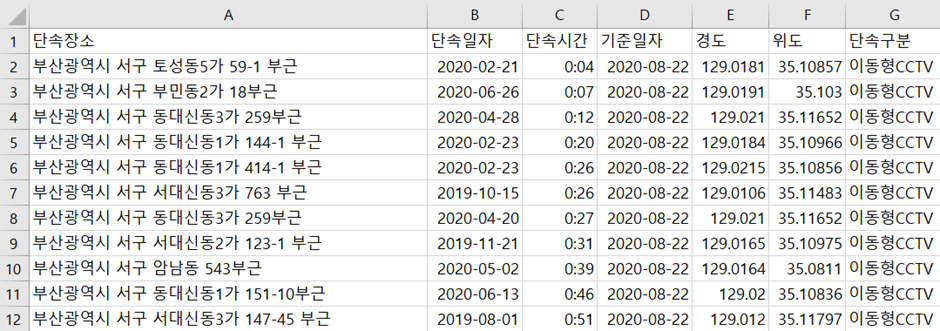 A B C D E F G
1 단속장소 단속일자 단속시간 기준일자 경도 위도 단속구분
2 부산광역시 서구 토성동5가 59-1 부근 2020-02-21 0:04 2020-08-22 129.0181 35.10857 이동형CCTV
3 부산광역시 서구 부민동2가 18부근 2020-06-26 0:07 2020-08-22 129.0191 35.103 이동형CCTV
4 부산광역시 서구 동대신동3가 259부근 2020-04-28 0:12 2020-08-22 129.021 35.11652 이동형CCTV
5 부산광역시 서구 동대신동1가 144-1 부근 2020-02-23 0:20 2020-08-22 129.0184 35.10966 이동형CCTV
6 부산광역시 서구 동대신동1가 414-1 부근 2020-02-23 0:26 2020-08-22 129.0215 35.10856 이동형CCTV
7 부산광역시 서구 서대신동3가 763 부근 2019-10-15 0:26 2020-08-22 129.0106 35.11483 이동형CCTV
8 부산광역시 서구 동대신동3가 259부근 2020-04-20 0:27 2020-08-22 129.021 35.11652 이동형CCTV
9 부산광역시 서구 서대신동2가 123-1 부근 2019-11-21 0:31 2020-08-22 129.0165 35.10975 이동형CCTV
10 부산광역시 서구 암남동 543부근 2020-05-02 0:39 2020-08-22 129.0164 35.0811 이동형CCTV
11 부산광역시 서구 동대신동1가 151-10부근 2020-06-13 0:46 2020-08-22 129.02 35.10836 이동형CCTV
12 부산광역시 서구 서대신동3가 147-45 부근 2019-08-01 0:51 2020-08-22 129.012 35.11797 이동형CCTV